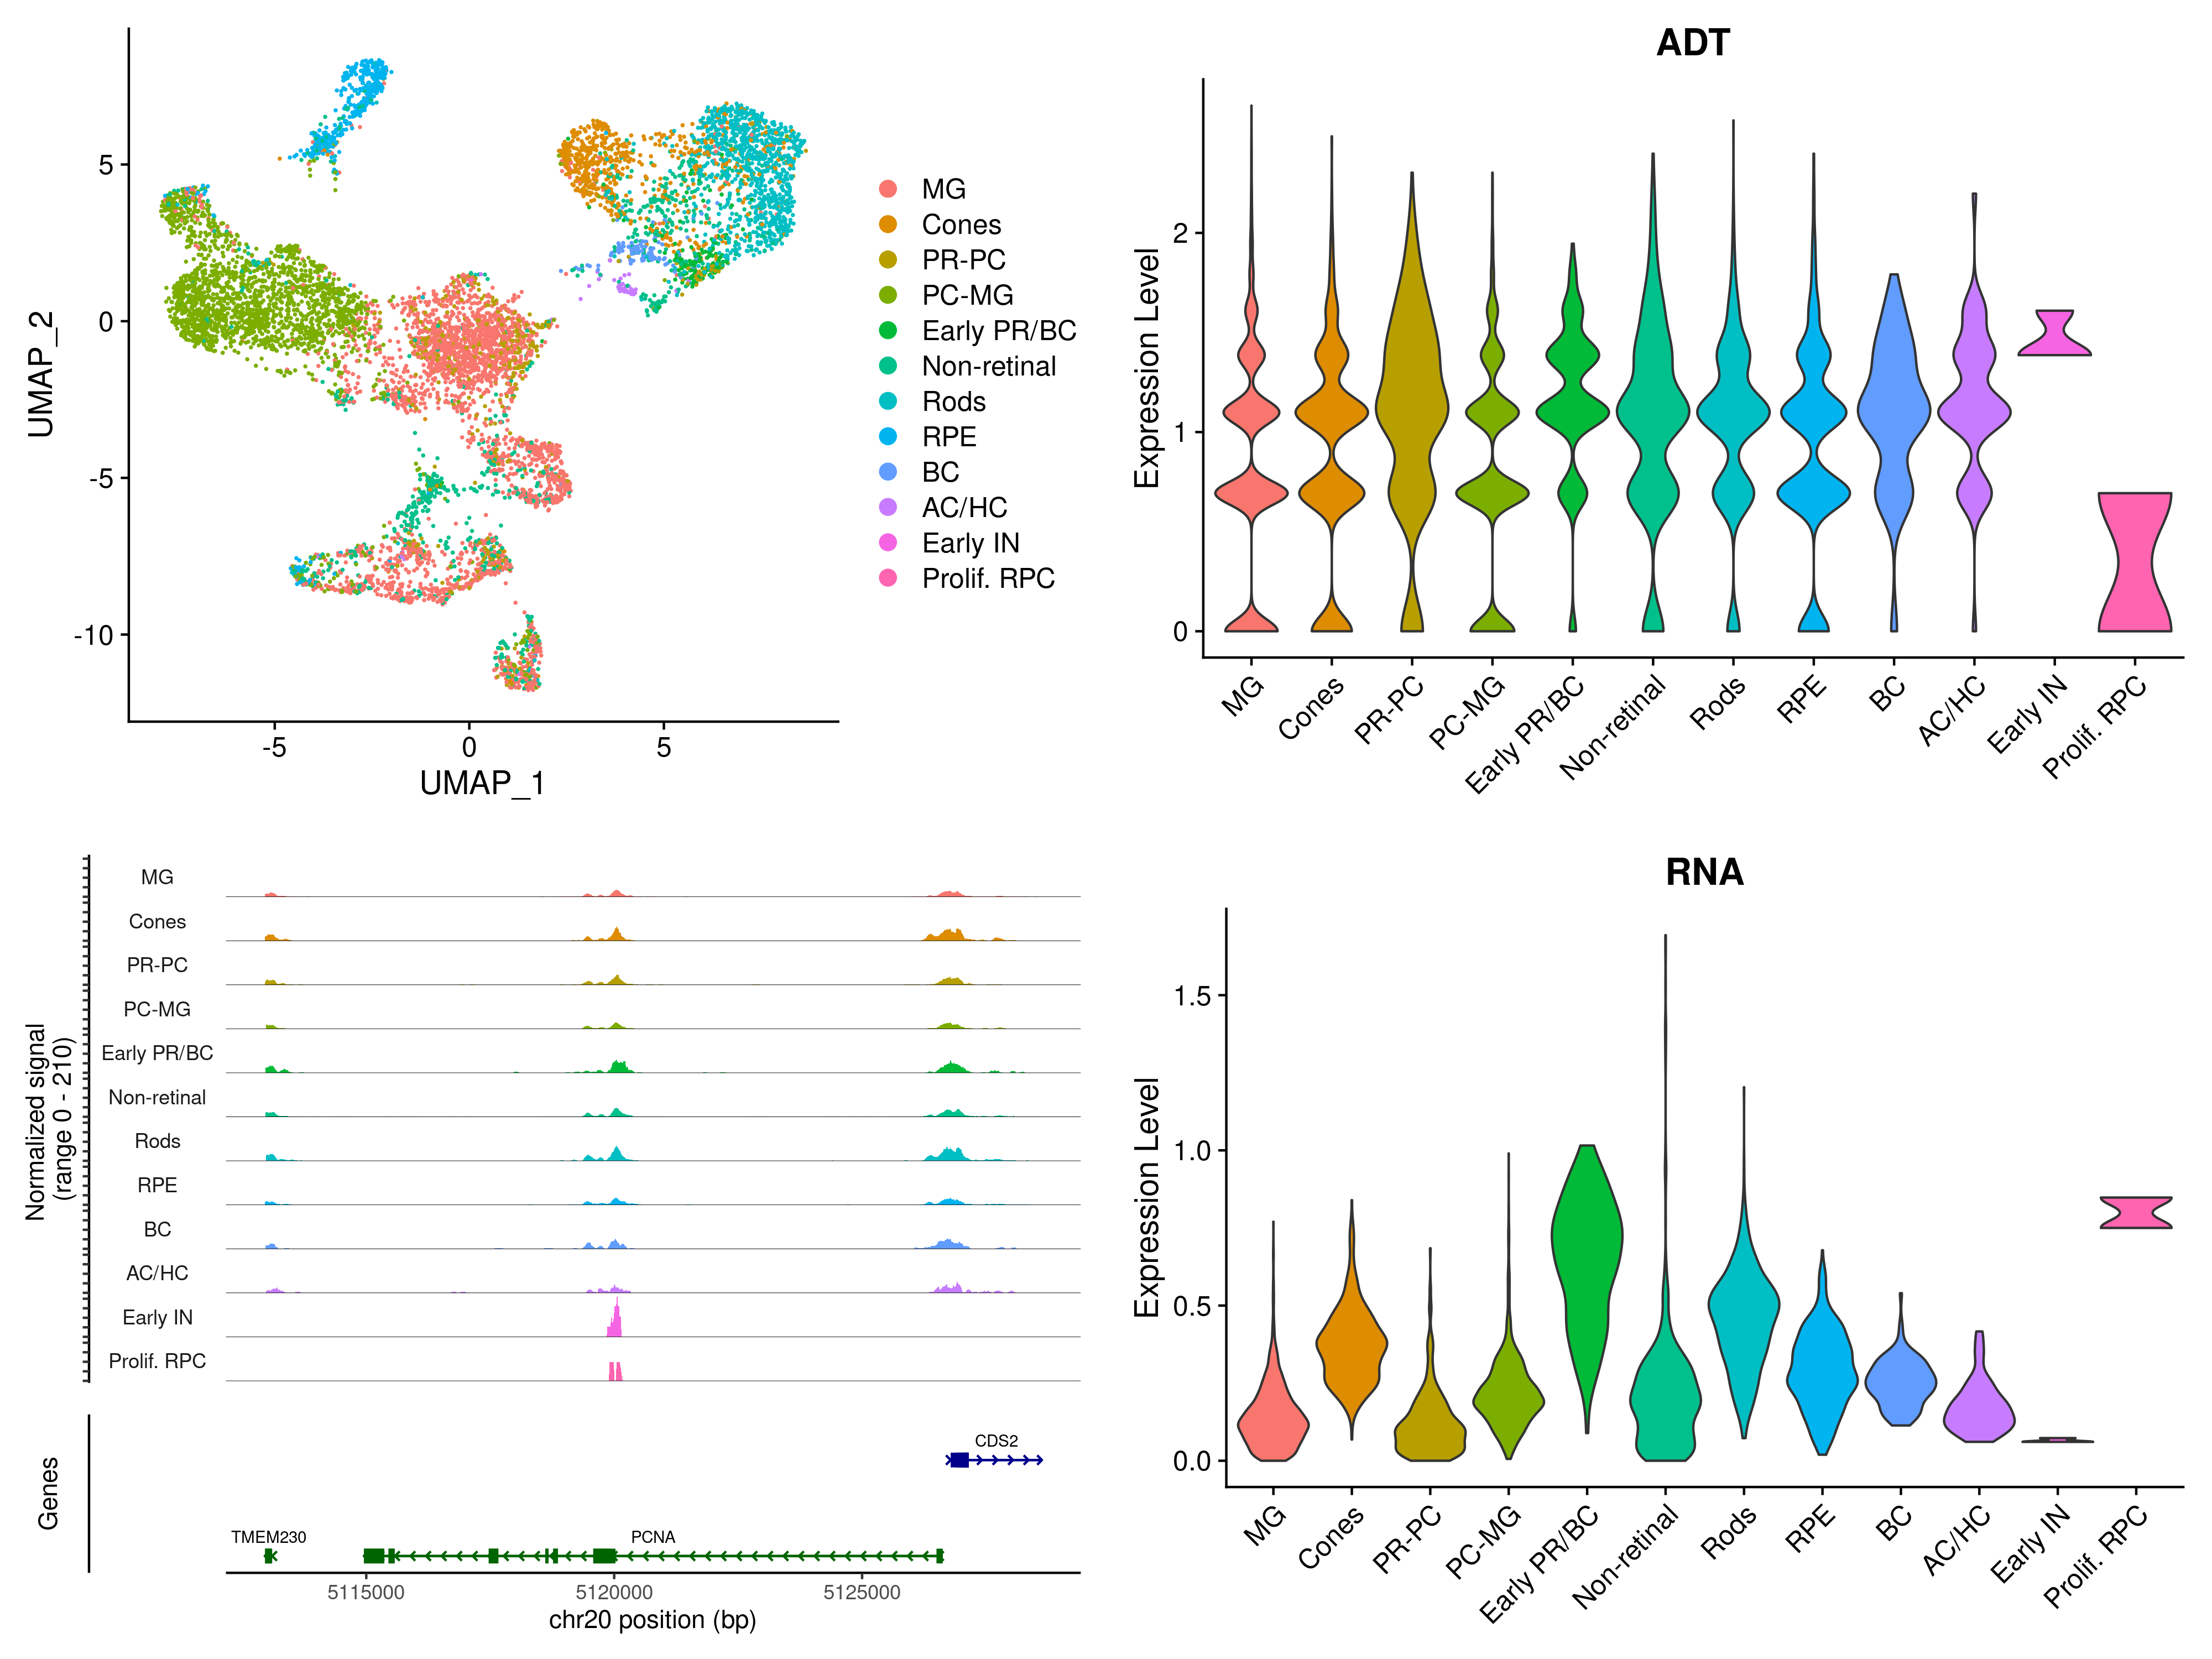 UMAP_2
5
0
-5
-10
-5
0
5
UMAP_1
MG
Cones
PR-PC
PC-MG
Early PR/BC
Non-retinal
Rods
RPE
BC
AC/HC
Early IN
Prolif. RPC
ADT
Expression Level
2
1
0
MG
Cones
PR-PC
PC-MG
Early PR/BC
Non-retinal
Rods
RPE
BC
AC/HC
Early IN
Prolif. RPC
Normalized signal
(range 0 - 210)
MG
Cones
PR-PC
PC-MG
Early PR/BC
Non-retinal
Rods
RPE
BC
AC/HC
Early IN
Prolif. RPC
Genes
CDS2
TMEM230
PCNA
5115000
5120000
5125000
chr20 position (bp)
RNA
Expression Level
1.5
1.0
0.5
0.0
MG
Cones
PR-PC
PC-MG
Early PR/BC
Non-retinal
Rods
RPE
BC
AC/HC
Early IN
Prolif. RPC